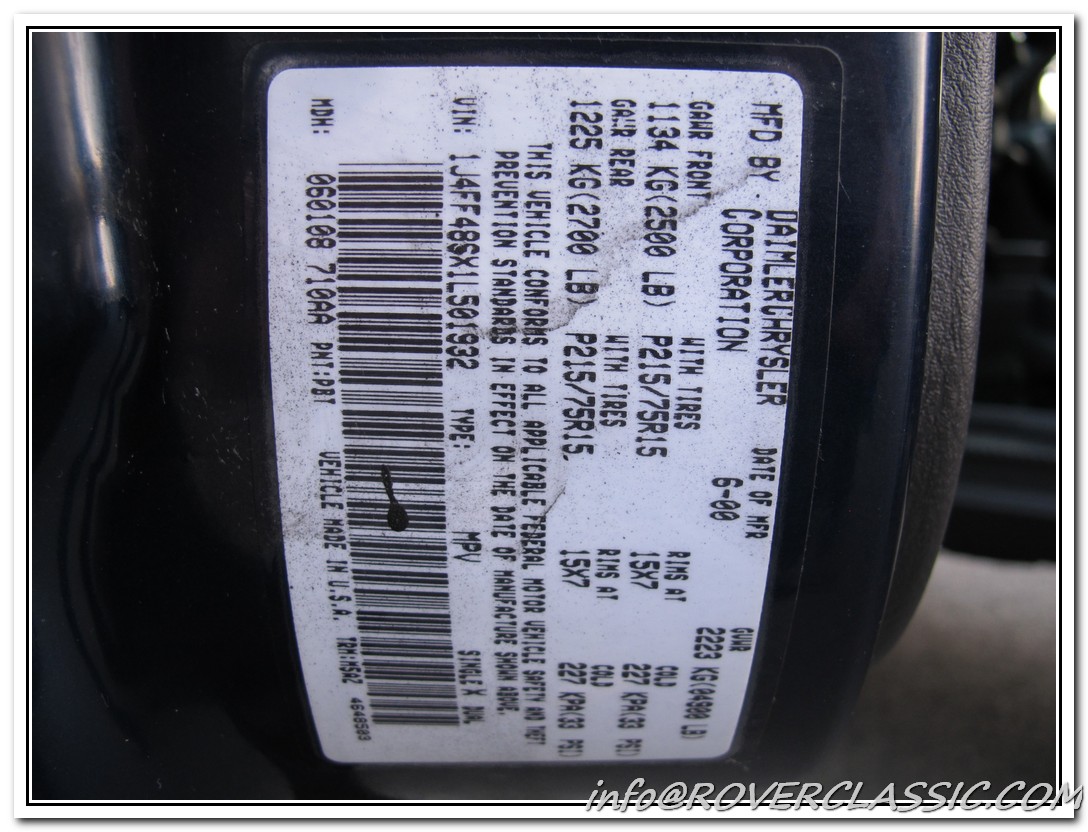 MFD BY DAIMLERCHRYSLER CORPORATION DATE OF MFR 6-00 GVWR 2223 KG(04900 LB)
GAWR FRONT WITH TIRES RIMS AT COLD
1134 KG(2500 LB) P215/75R15 15X7 227 KPA(33 PSI)
GAWR REAR WITH TIRES RIMS AT COLD
1225 KG(2700 LB) P215/75R15 15X7 227 KPA(33 PSI)
THIS VEHICLE CONFORMS TO ALL APPLICABLE FEDERAL MOTOR VEHICLE SAFETY AND THEFT
PREVENTION STANDARDS IN EFFECT ON THE DATE OF MANUFACTURE SHOWN ABOVE.
VIN: 1J4FF48SX1L501932 TYPE: MPV SINGLE X DUAL
MDH: 060108 710AA PNT:PBT VEHICLE MADE IN U.S.A. 4648503
info@ROVERCLASSIC.COM